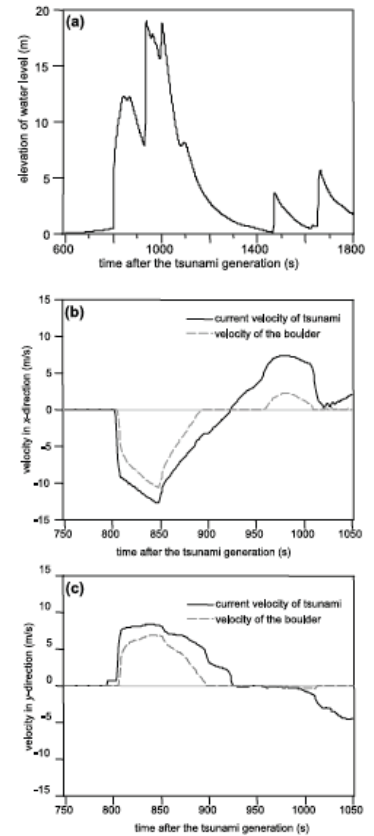 (a)
elevation of water level (m)
20
15
10
5
0
600
1000
1400
1800
time after the tsunami generation (s)
(b)
current velocity of tsunami
velocity of the boulder
velocity in x-direction (m/s)
15
10
5
0
-5
-10
-15
750
800
850
900
950
1000
1050
time after the tsunami generation (s)
(c)
current velocity of tsunami
velocity of the boulder
velocity in y-direction (m/s)
15
10
5
0
-5
-10
-15
750
800
850
900
950
1000
1050
time after the tsunami generation (s)